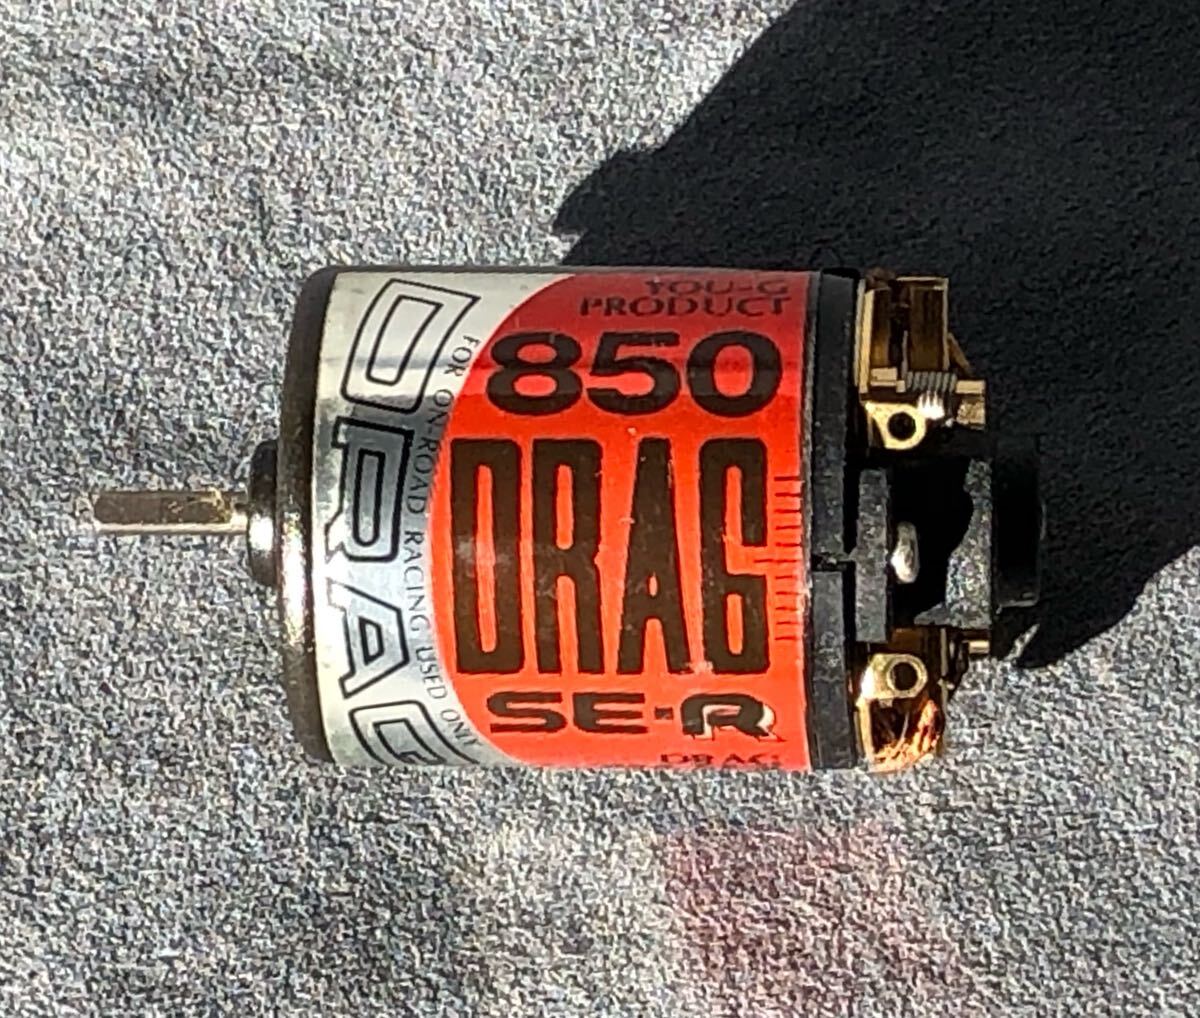 YOU-G
PRODUCT
850
DRAG
SE-R
DRAG
DRAG
FOR ON ROAD RACING USED ONLY